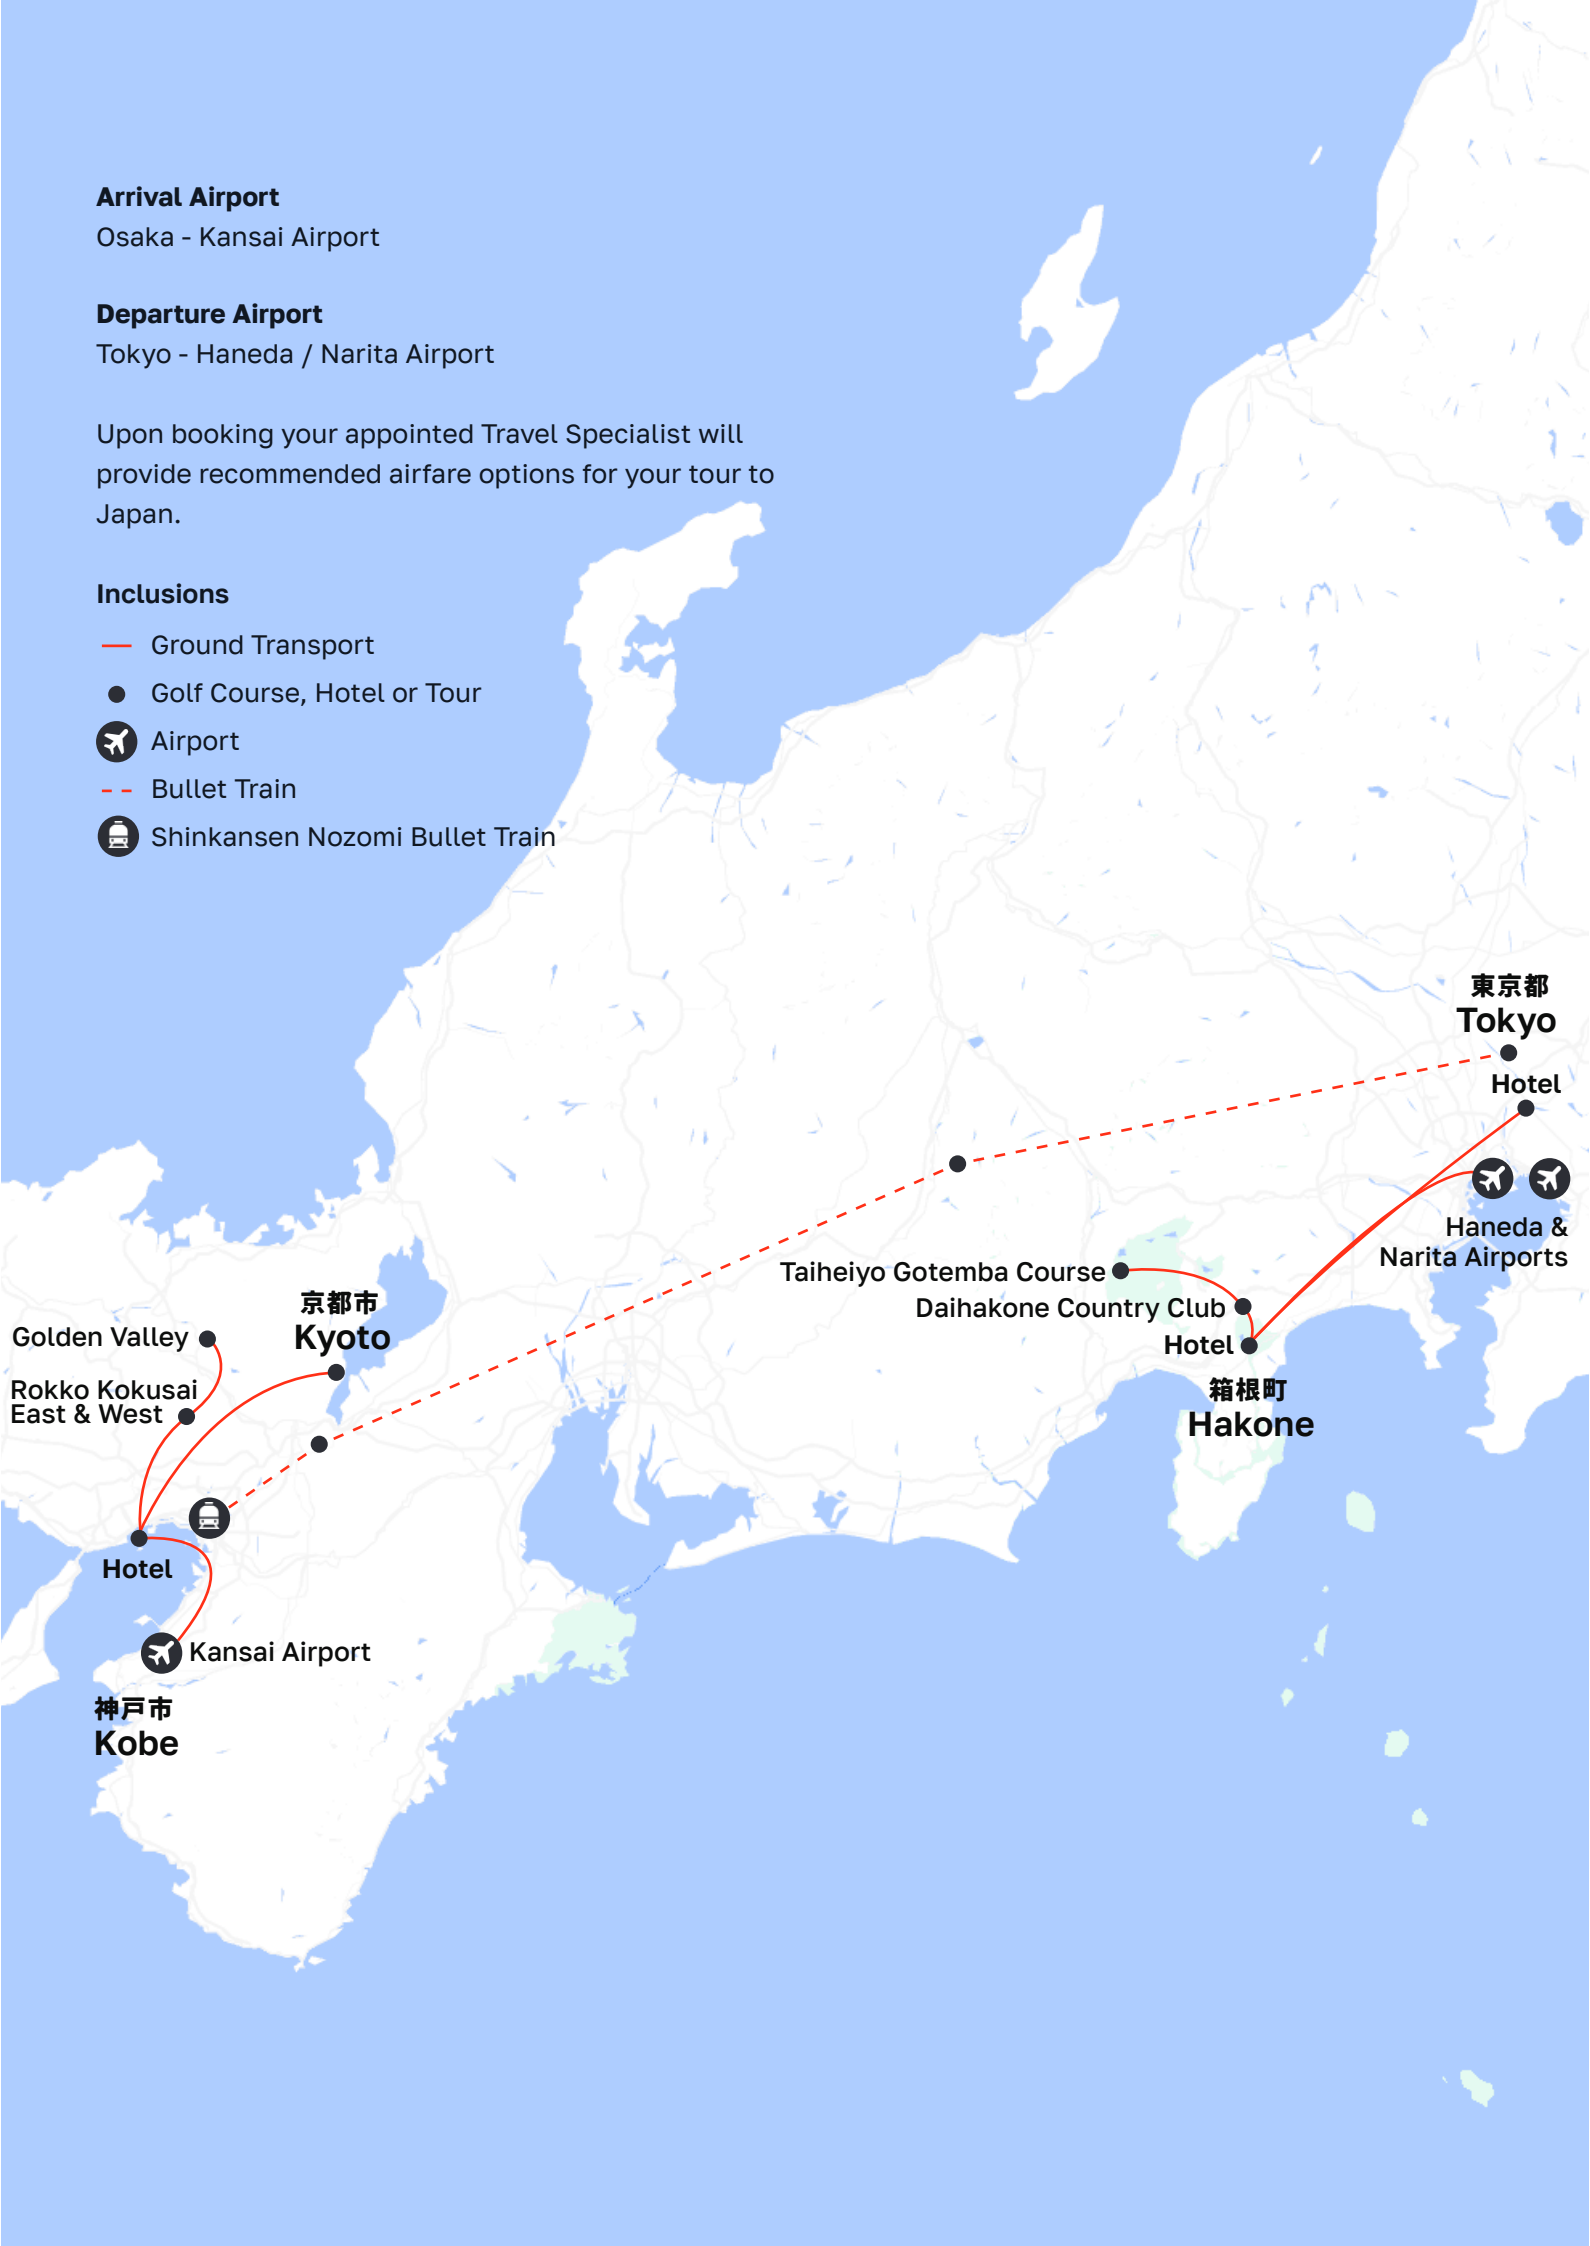 Arrival Airport
Osaka - Kansai Airport
Departure Airport
Tokyo - Haneda / Narita Airport
Upon booking your appointed Travel Specialist will
provide recommended airfare options for your tour to
Japan.
Inclusions
Ground Transport
Golf Course, Hotel or Tour
Airport
Bullet Train
Shinkansen Nozomi Bullet Train
東京都
Tokyo
Hotel
Haneda &
Narita Airports
Taiheiyo Gotemba Course
Daihakone Country Club
Hotel
箱根町
Hakone
京都市
Kyoto
Golden Valley
Rokko Kokusai
East & West
Hotel
Kansai Airport
神戸市
Kobe